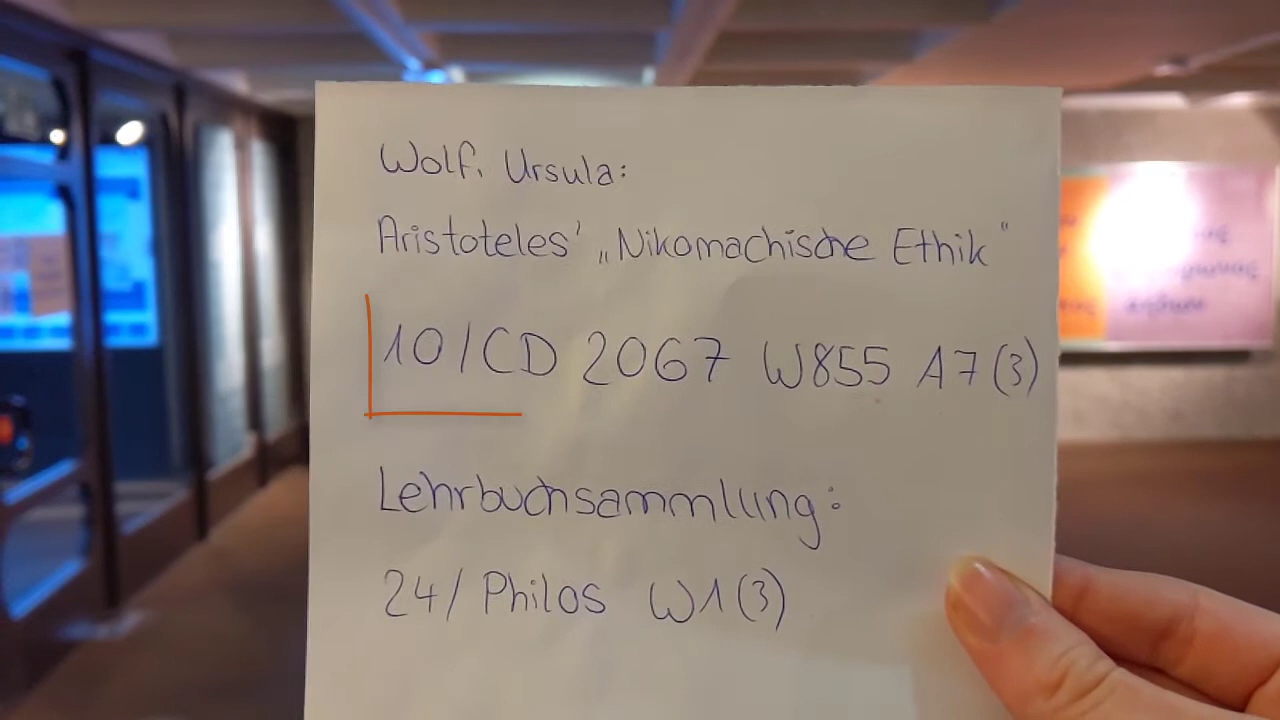 Wolf, Ursula:
Aristoteles' „Nikomachische Ethik"
10/CD 2067 W855 A7(3)
Lehrbuchsammlung:
24/Philos W1(3)